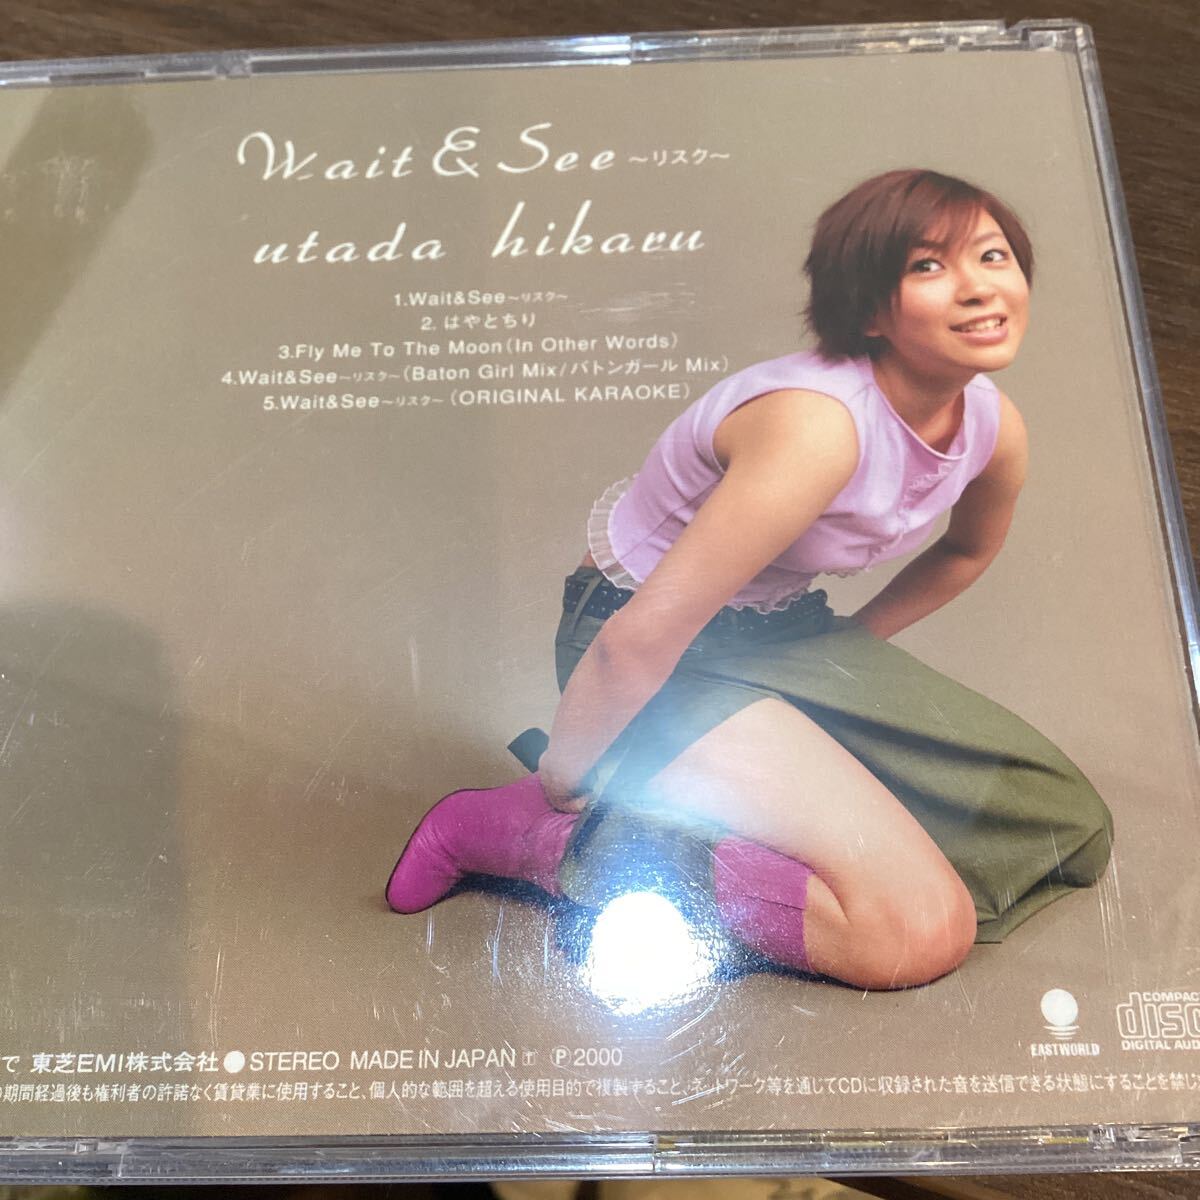 Wait & See ～リスク～
utada hikaru
1.Wait&See～リスク～
2. はやとちり
3.Fly Me To The Moon(In Other Words)
4.Wait&See～リスク～(Baton Girl Mix/バトンガール Mix)
5.Wait&See～リスク～(ORIGINAL KARAOKE)
EASTWORLD
COMPACT
disc
DIGITAL AUDIO
で 東芝EMI株式会社●STEREO MADE IN JAPAN Ⓣ Ⓟ2000
期間経過後も権利者の許諾なく賃貸業に使用すること、個人的な範囲を超える使用目的で複製すること、ネットワーク等を通じてCDに収録された音を送信できる状態にすることを禁じ